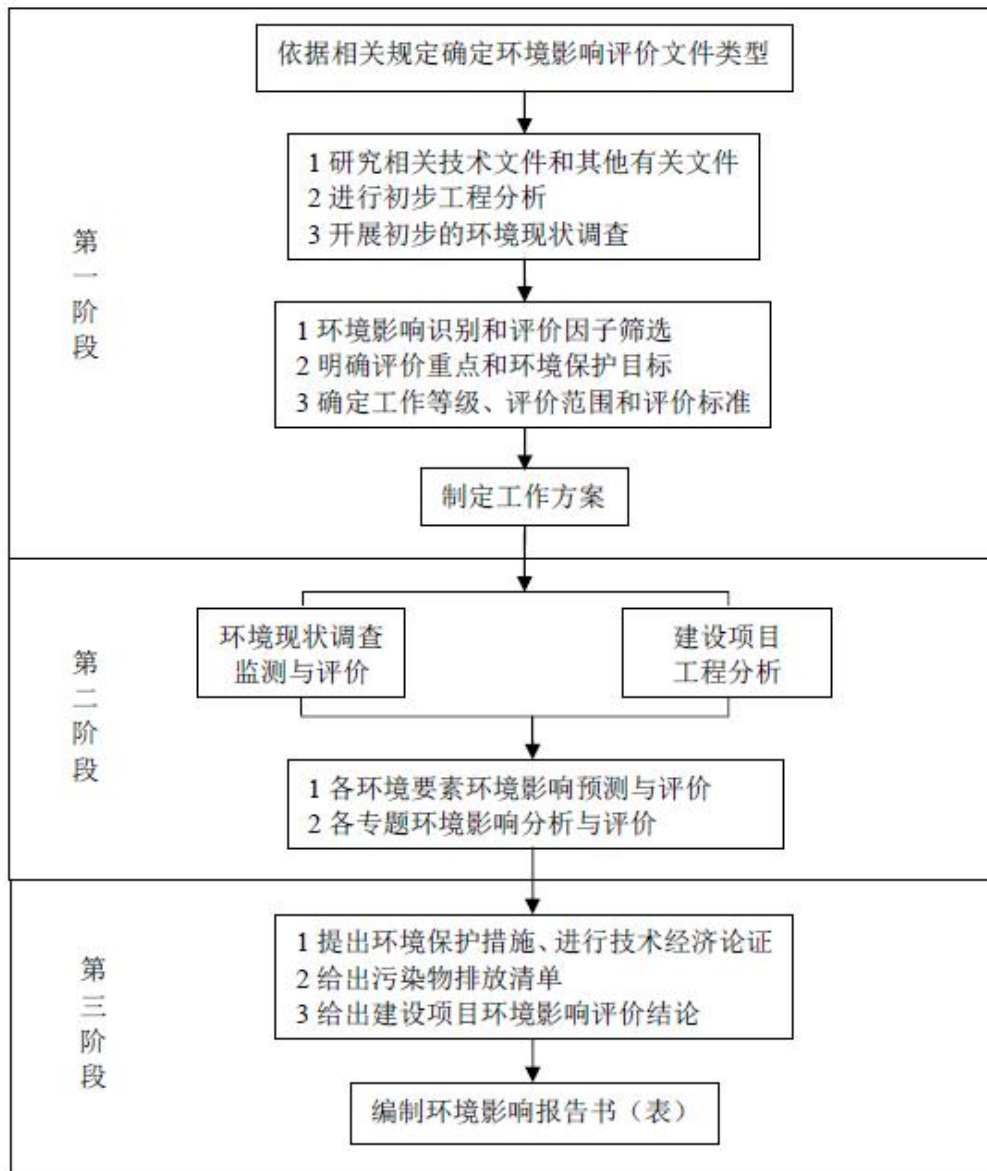 依据相关规定确定环境影响评价文件类型
1 研究相关技术文件和其他有关文件
2 进行初步工程分析
3 开展初步的环境现状调查
第一阶段
1 环境影响识别和评价因子筛选
2 明确评价重点和环境保护目标
3 确定工作等级、评价范围和评价标准
制定工作方案
环境现状调查
监测与评价
建设项目
工程分析
第二阶段
1 各环境要素环境影响预测与评价
2 各专题环境影响分析与评价
1 提出环境保护措施、进行技术经济论证
2 给出污染物排放清单
3 给出建设项目环境影响评价结论
第三阶段
编制环境影响报告书（表）